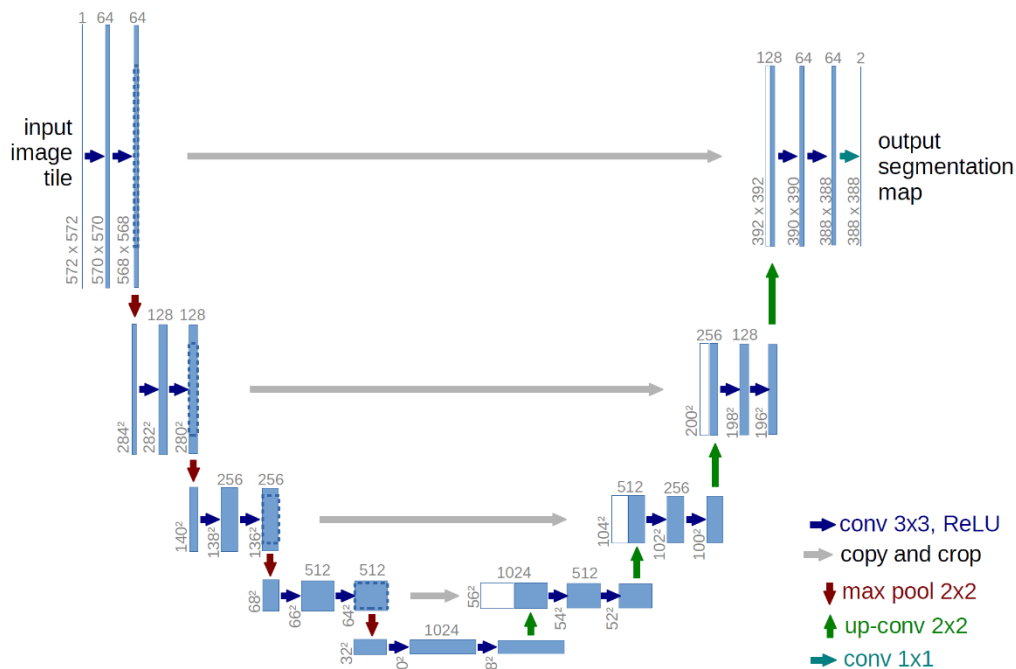 1 64 64
128 64 64 2
input
image
tile
output
segmentation
map
572 x 572
570 x 570
568 x 568
392 x 392
390 x 390
388 x 388
388 x 388
128 128
256 128
284²
282²
280²
200²
198²
196²
256 256
512 256
140²
138²
136²
104²
102²
100²
512 512
1024 512
68²
66²
64²
56²
54²
52²
1024
32²
0²
8²
conv 3x3, ReLU
copy and crop
max pool 2x2
up-conv 2x2
conv 1x1